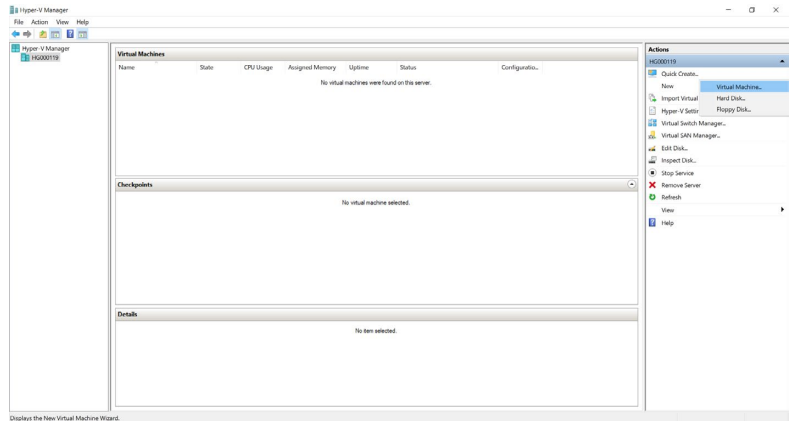 Hyper-V Manager
File Action View Help
Hyper-V Manager
HG000119
Virtual Machines
Name State CPU Usage Assigned Memory Uptime Status Configuratio..
No virtual machines were found on this server.
Checkpoints
No virtual machine selected.
Details
No item selected.
Actions
HG000119
Quick Create..
New
Virtual Machine..
Hard Disk..
Floppy Disk..
Import Virtual
Hyper-V Settin
Virtual Switch Manager..
Virtual SAN Manager..
Edit Disk..
Inspect Disk..
Stop Service
Remove Server
Refresh
View
Help
Displays the New Virtual Machine Wizard.